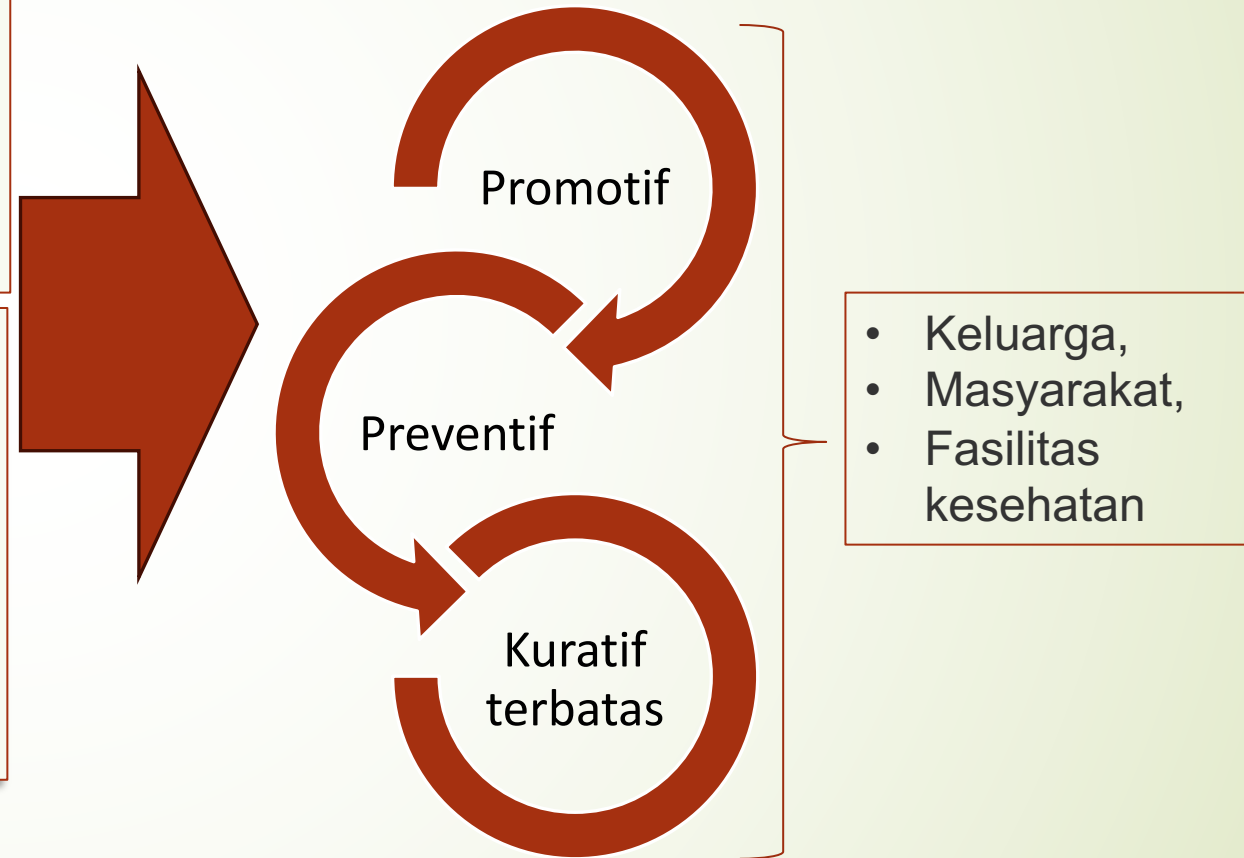 Promotif
Preventif
Kuratif
terbatas
• Keluarga,
• Masyarakat,
• Fasilitas
kesehatan